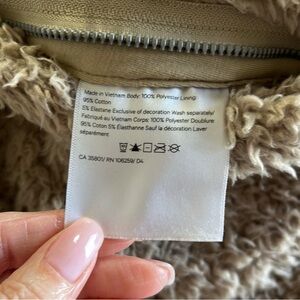 Made in Vietnam Body: 100% Polyester Lining:
95% Cotton
5% Elastine Exclusive of decoration Wash separately/
Fabriqué au Vietnam Corps: 100% Polyester Doublure:
95% Coton 5% Élasthanne Sauf la décoration Laver
séparément
CA 35801/ RN 106259/ D4